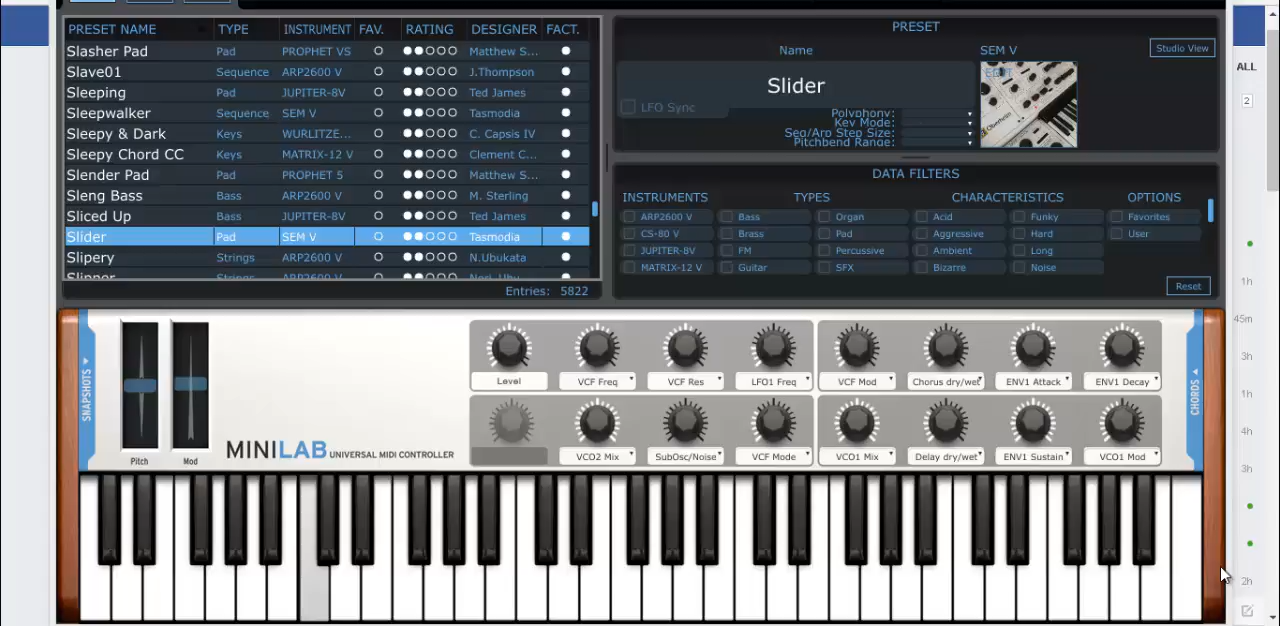 PRESET NAME TYPE INSTRUMENT FAV. RATING DESIGNER FACT.
Slasher Pad Pad PROPHET VS Matthew S...
Slave01 Sequence ARP2600 V J.Thompson
Sleeping Pad JUPITER-8V Ted James
Sleepwalker Sequence SEM V Tasmodia
Sleepy & Dark Keys WURLITZE... C. Capsis IV
Sleepy Chord CC Keys MATRIX-12 V Clement C...
Slender Pad Pad PROPHET 5 Matthew S...
Sleng Bass Bass ARP2600 V M. Sterling
Sliced Up Bass JUPITER-8V Ted James
Slider Pad SEM V Tasmodia
Slipery Strings ARP2600 V N.Ubukata
Entries: 5822
PRESET
Name SEM V Studio View
Slider
EDIT
LFO Sync
Polyphony:
Key Mode:
Seq/Arp Step Size:
Pitchbend Range:
Oberheim
DATA FILTERS
INSTRUMENTS TYPES CHARACTERISTICS OPTIONS
ARP2600 V Bass Organ Acid Funky Favorites
CS-80 V Brass Pad Aggressive Hard User
JUPITER-8V FM Percussive Ambient Long
MATRIX-12 V Guitar SFX Bizarre Noise
Reset
ALL
2
1h
45m
3h
1h
4h
3h
2h
SNAPSHOTS
Pitch Mod
MINILAB UNIVERSAL MIDI CONTROLLER
Level VCF Freq VCF Res LFO1 Freq VCF Mod Chorus dry/wet ENV1 Attack ENV1 Decay
VCO2 Mix SubOsc/Noise VCF Mode VCO1 Mix Delay dry/wet ENV1 Sustain VCO1 Mod
CHORDS